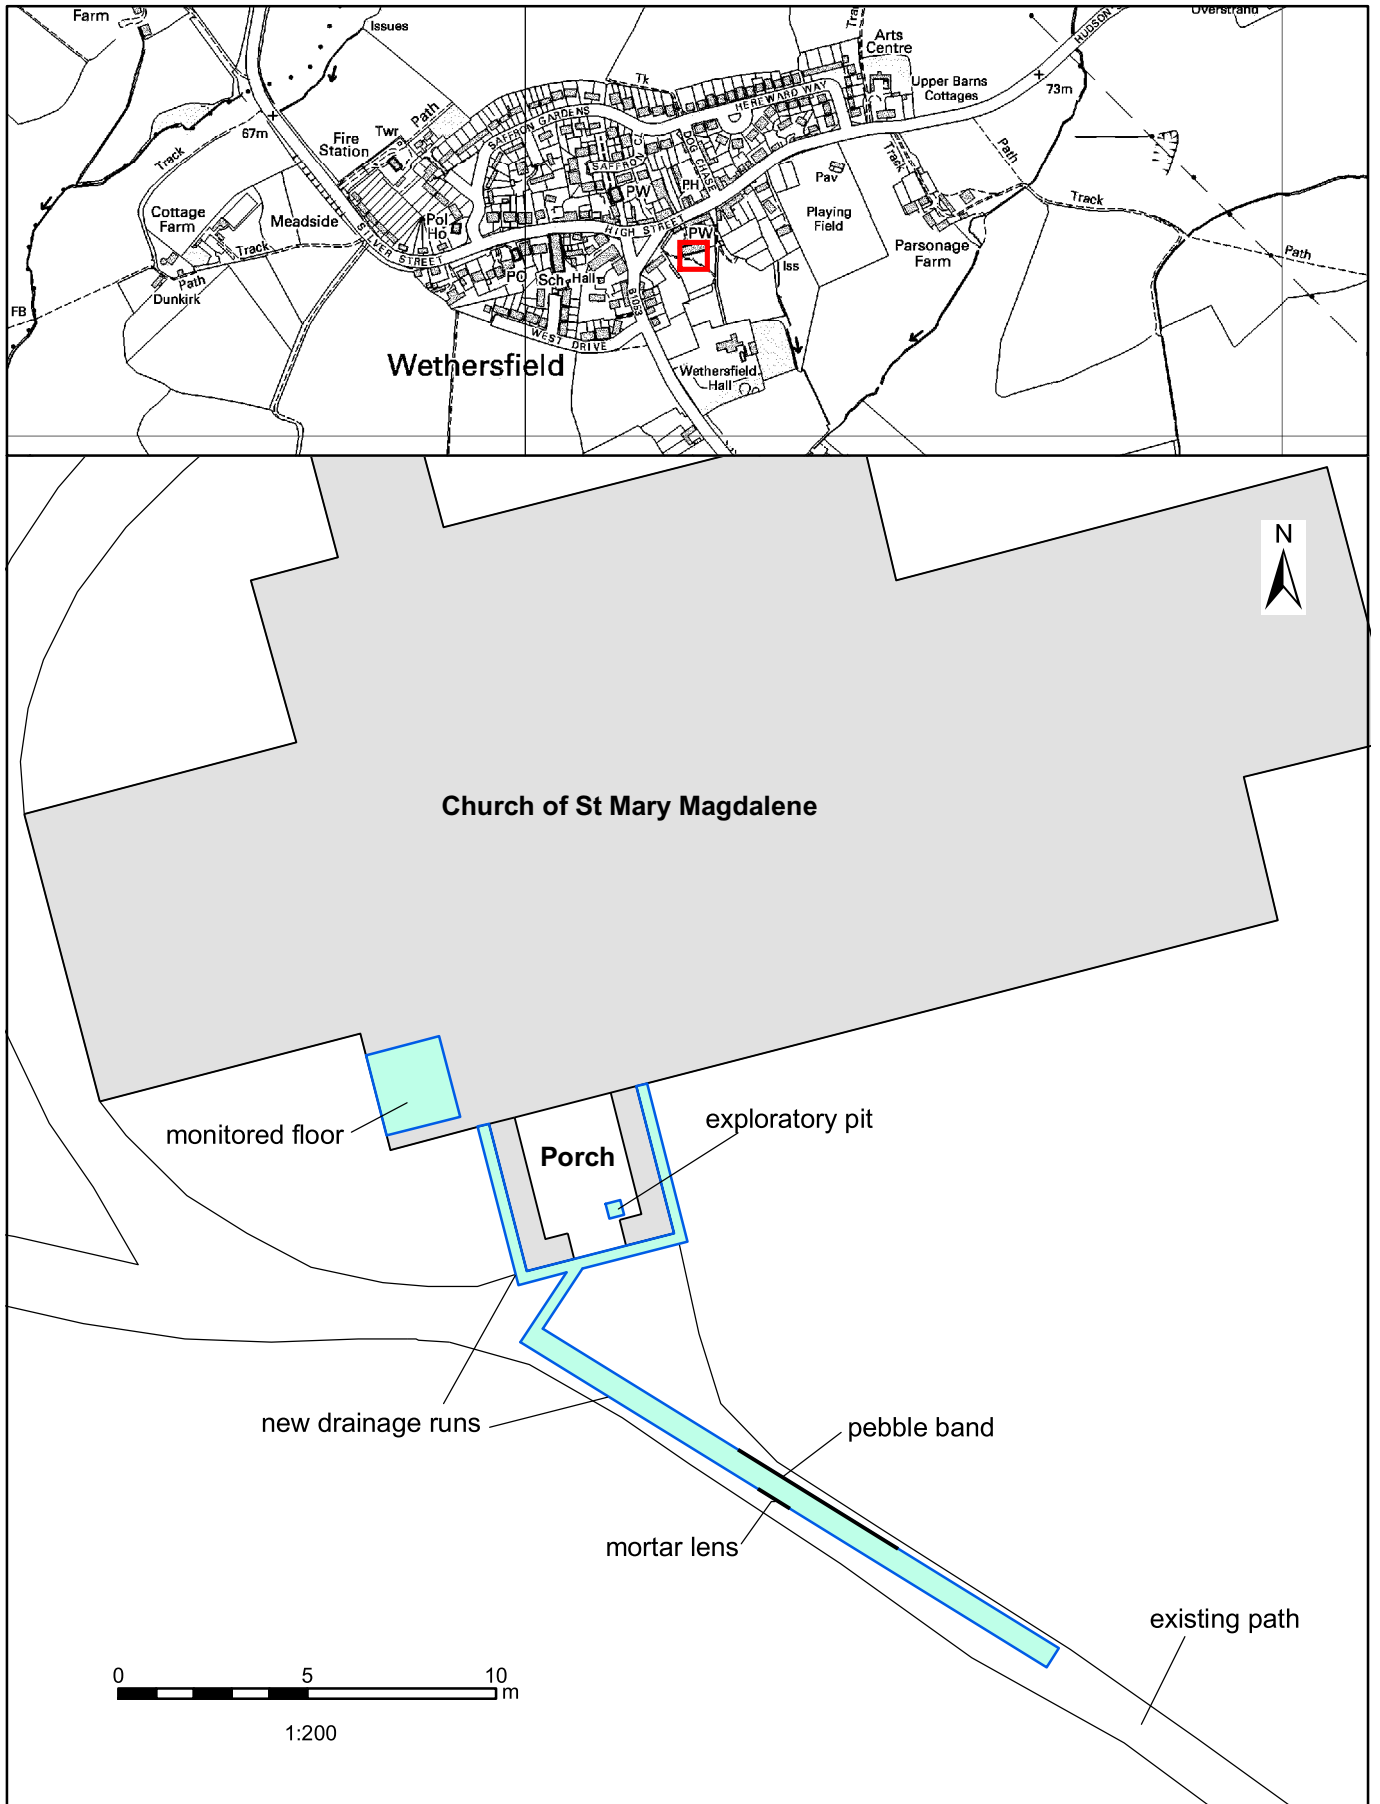 Farm
Issues
Overstrand
HUDSON'S
Arts
Centre
Tk
Upper Barns
Cottages
73m
HEREWARD WAY
67m
Fire
Station
Twr
Path
SAFFRON GARDENS
SAFFRON
Track
Path
Track
Pav
PH
PW
Cottage
Farm
Meadside
Pol
Ho
Playing
Field
Track
HIGH STREET
PW
SILVER STREET
Parsonage
Farm
Track
Path
Path
Dunkirk
PO
Sch
Hall
Iss
FB
B1053
WEST DRIVE
Wethersfield
Wethersfield
Hall
N
Church of St Mary Magdalene
monitored floor
exploratory pit
Porch
new drainage runs
pebble band
mortar lens
existing path
0 5 10
m
1:200